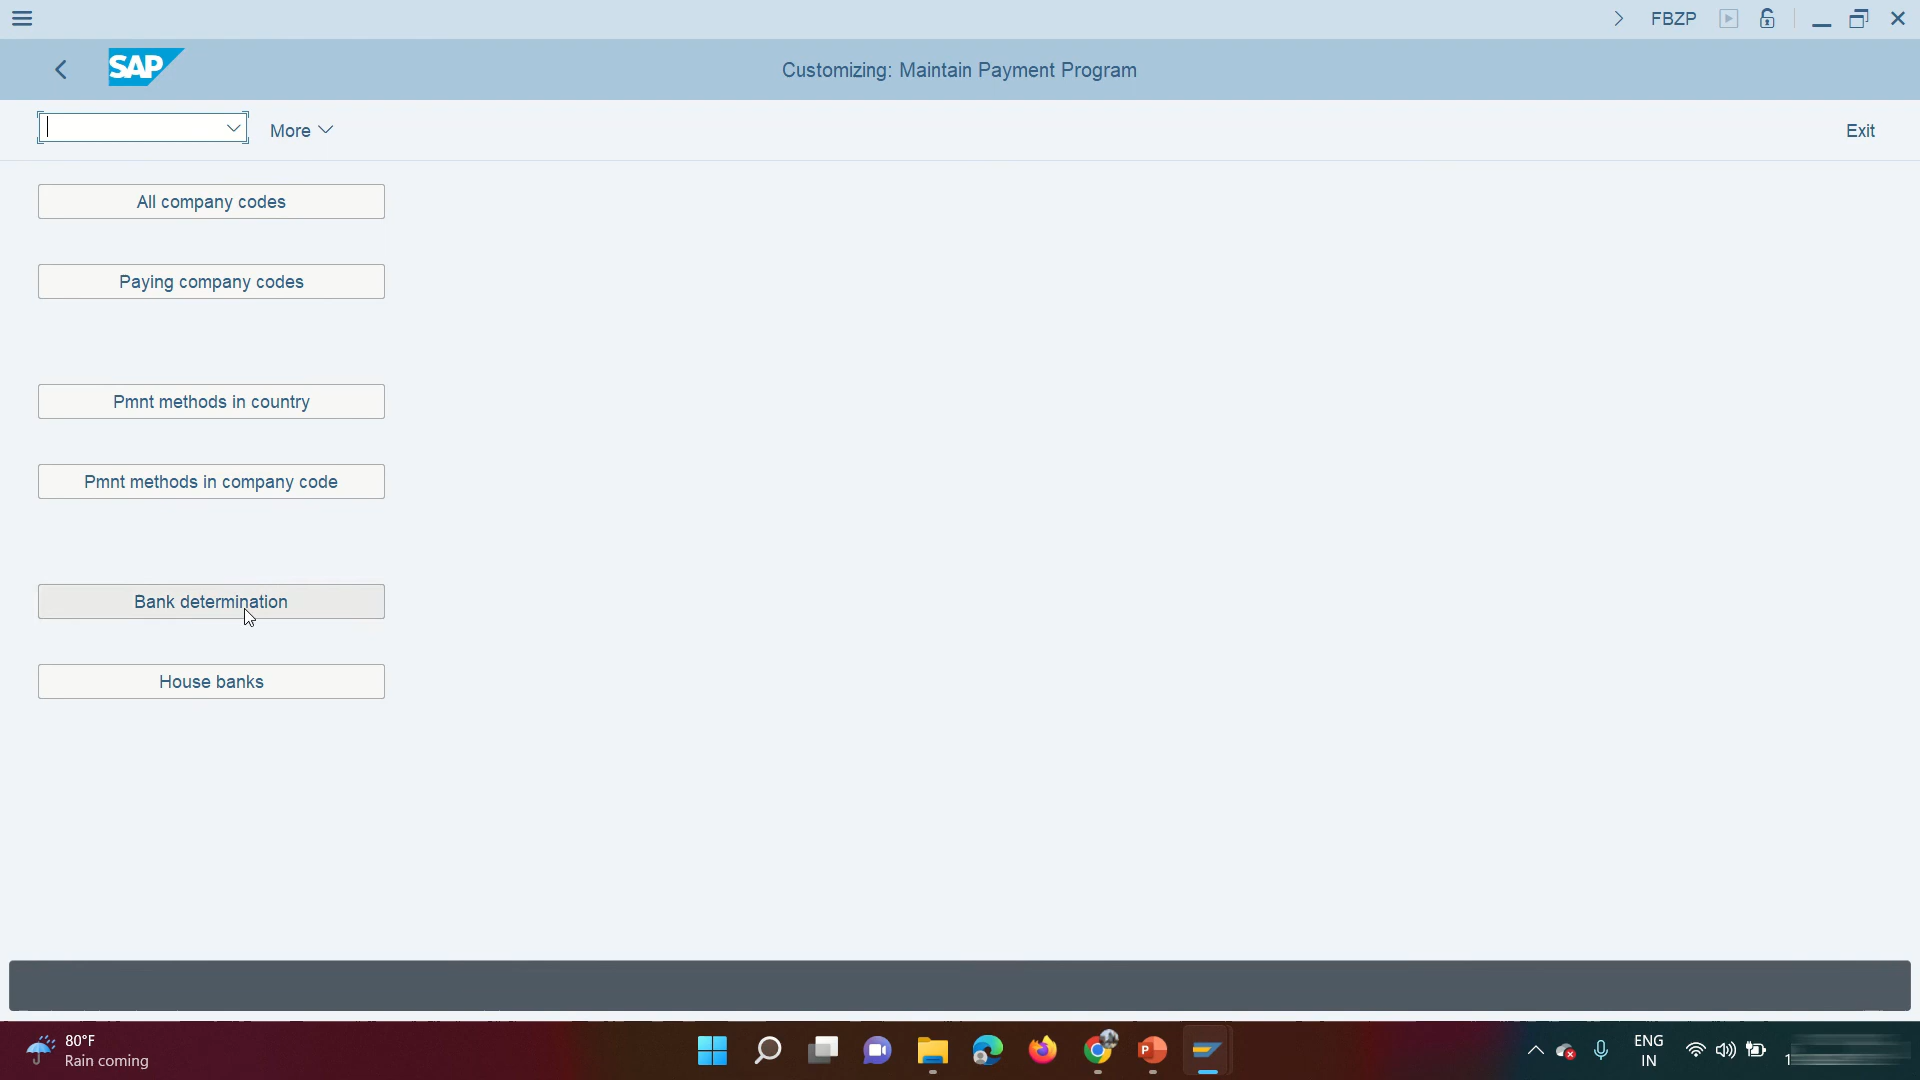 FBZP
SAP
Customizing: Maintain Payment Program
More
Exit
All company codes
Paying company codes
Pmnt methods in country
Pmnt methods in company code
Bank determination
House banks
80°F
Rain coming
ENG
IN